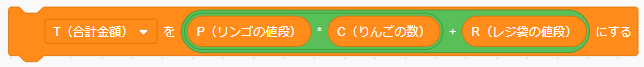 T（合計金額） を P（リンゴの値段） * C（りんごの数） + R（レジ袋の値段） にする